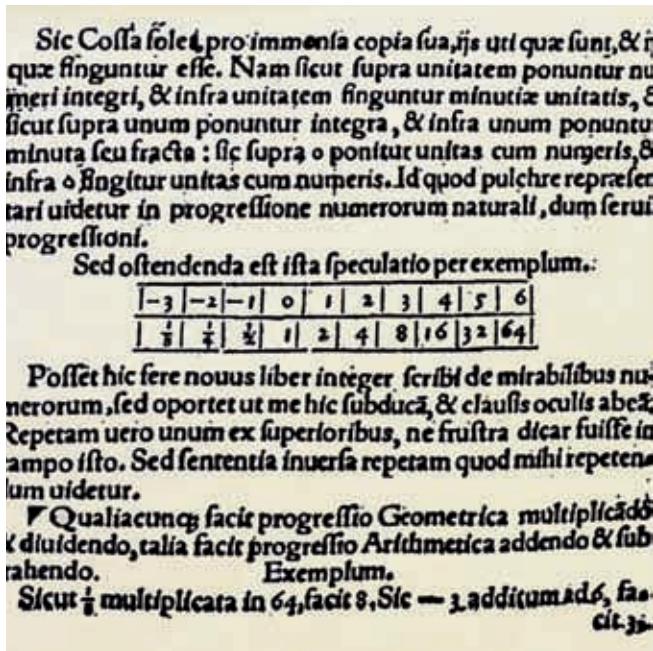 Sic Coſſa ſolet, pro immenſa copia ſua, ijs uti quæ ſunt, &
quæ finguntur eſſe. Nam ſicut ſupra unitatem ponuntur nu
meri integri, & infra unitatem finguntur minutiæ unitatis, &
ſicut ſupra unum ponuntur integra, & infra unum ponuntu
minuta ſeu fracta : ſic ſupra 0 ponitur unitas cum numeris, &
infra 0 fingitur unitas cum numeris. Id quod pulchre repræſen
tari uidetur in progreſſione numerorum naturali, dum ſerui
progreſſioni.
Sed oſtendenda eſt iſta ſpeculatio per exemplum.:
|−3|−2|−1| 0| 1| 2| 3| 4| 5| 6|
| 1/8| 1/4| 1/2| 1| 2| 4| 8|16|32|64|
Poſſet hic fere nouus liber integer ſcribi de mirabilibus nu-
merorum, ſed oportet ut me hic ſubducã, & clauſis oculis abeã.
Repetam uero unum ex ſuperioribus, ne fruſtra dicar fuiſſe in
ampo iſto. Sed ſententia inuerſa repetam quod mihi repeten-
dum uidetur.
Qualiacunqꝫ facit progreſſio Geometrica multiplicãdo
& diuidendo, talia facit progreſſio Arithmetica addendo & ſub
rahendo. Exemplum.
Sicut 1/8 multiplicata in 64, facit 8. Sic — 3 additum ad 6, fa-
cit 3.